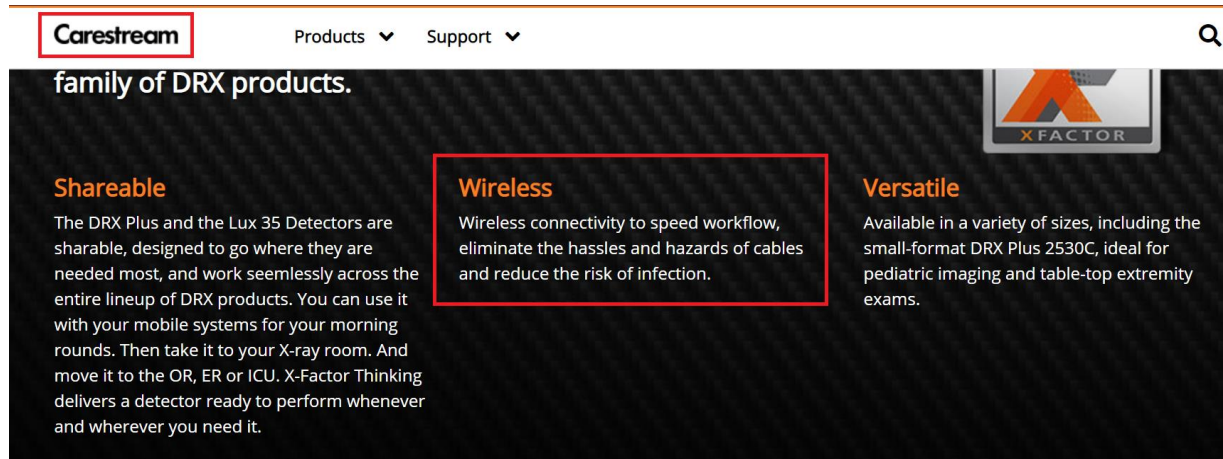 Carestream
Products
Support
family of DRX products.
XFACTOR
Shareable
The DRX Plus and the Lux 35 Detectors are
sharable, designed to go where they are
needed most, and work seemlessly across the
entire lineup of DRX products. You can use it
with your mobile systems for your morning
rounds. Then take it to your X-ray room. And
move it to the OR, ER or ICU. X-Factor Thinking
delivers a detector ready to perform whenever
and wherever you need it.
Wireless
Wireless connectivity to speed workflow,
eliminate the hassles and hazards of cables
and reduce the risk of infection.
Versatile
Available in a variety of sizes, including the
small-format DRX Plus 2530C, ideal for
pediatric imaging and table-top extremity
exams.